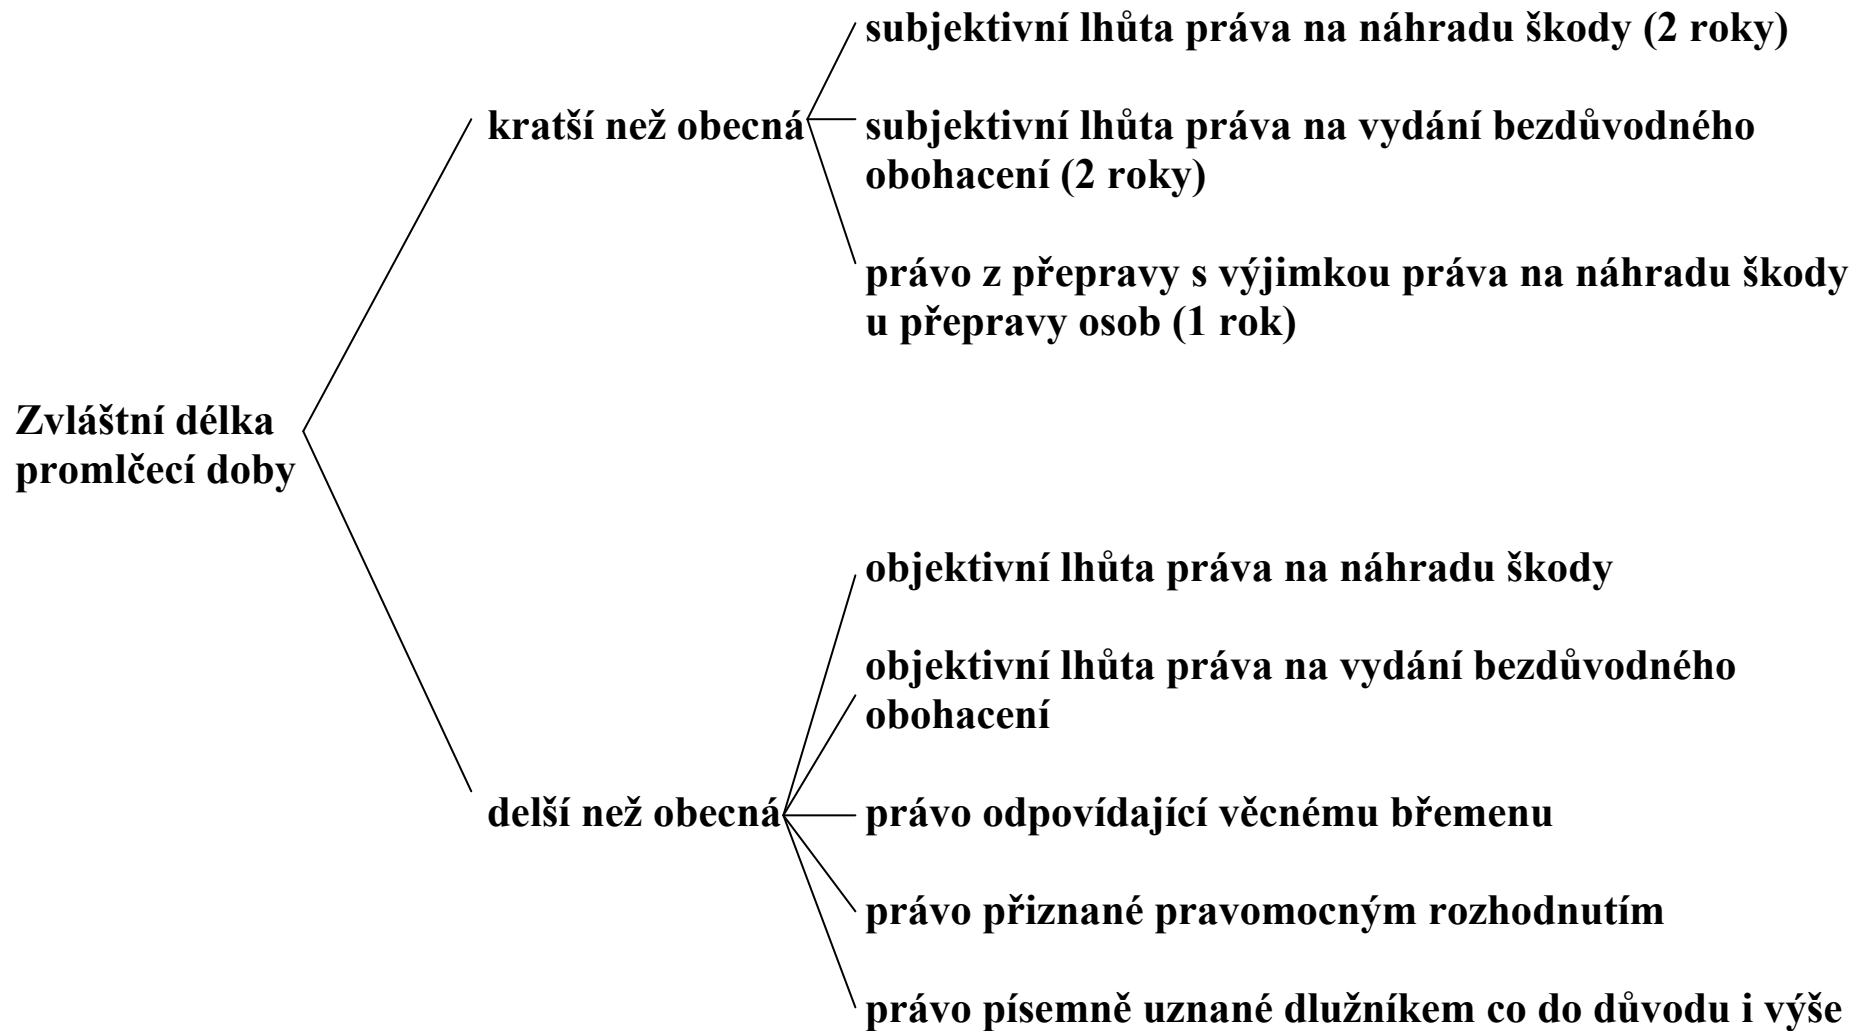 Zvláštní délka
promlčecí doby
kratší než obecná
subjektivní lhůta práva na náhradu škody (2 roky)
subjektivní lhůta práva na vydání bezdůvodného
obohacení (2 roky)
právo z přepravy s výjimkou práva na náhradu škody
u přepravy osob (1 rok)
delší než obecná
objektivní lhůta práva na náhradu škody
objektivní lhůta práva na vydání bezdůvodného
obohacení
právo odpovídající věcnému břemenu
právo přiznané pravomocným rozhodnutím
právo písemně uznané dlužníkem co do důvodu i výše